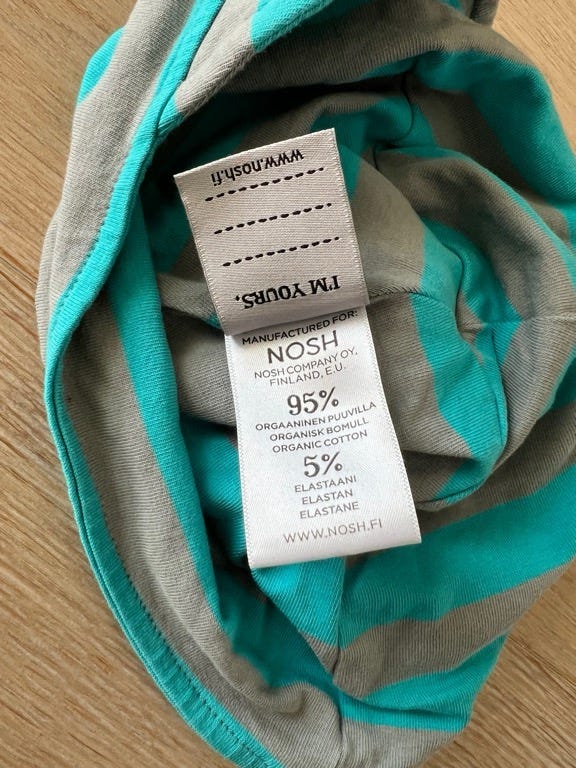 www.nosh.fi
I'M YOURS,
MANUFACTURED FOR:
NOSH
NOSH COMPANY OY,
FINLAND, E.U.
95%
ORGAANINEN PUUVILLA
ORGANISK BOMULL
ORGANIC COTTON
5%
ELASTAANI
ELASTAN
ELASTANE
WWW.NOSH.FI